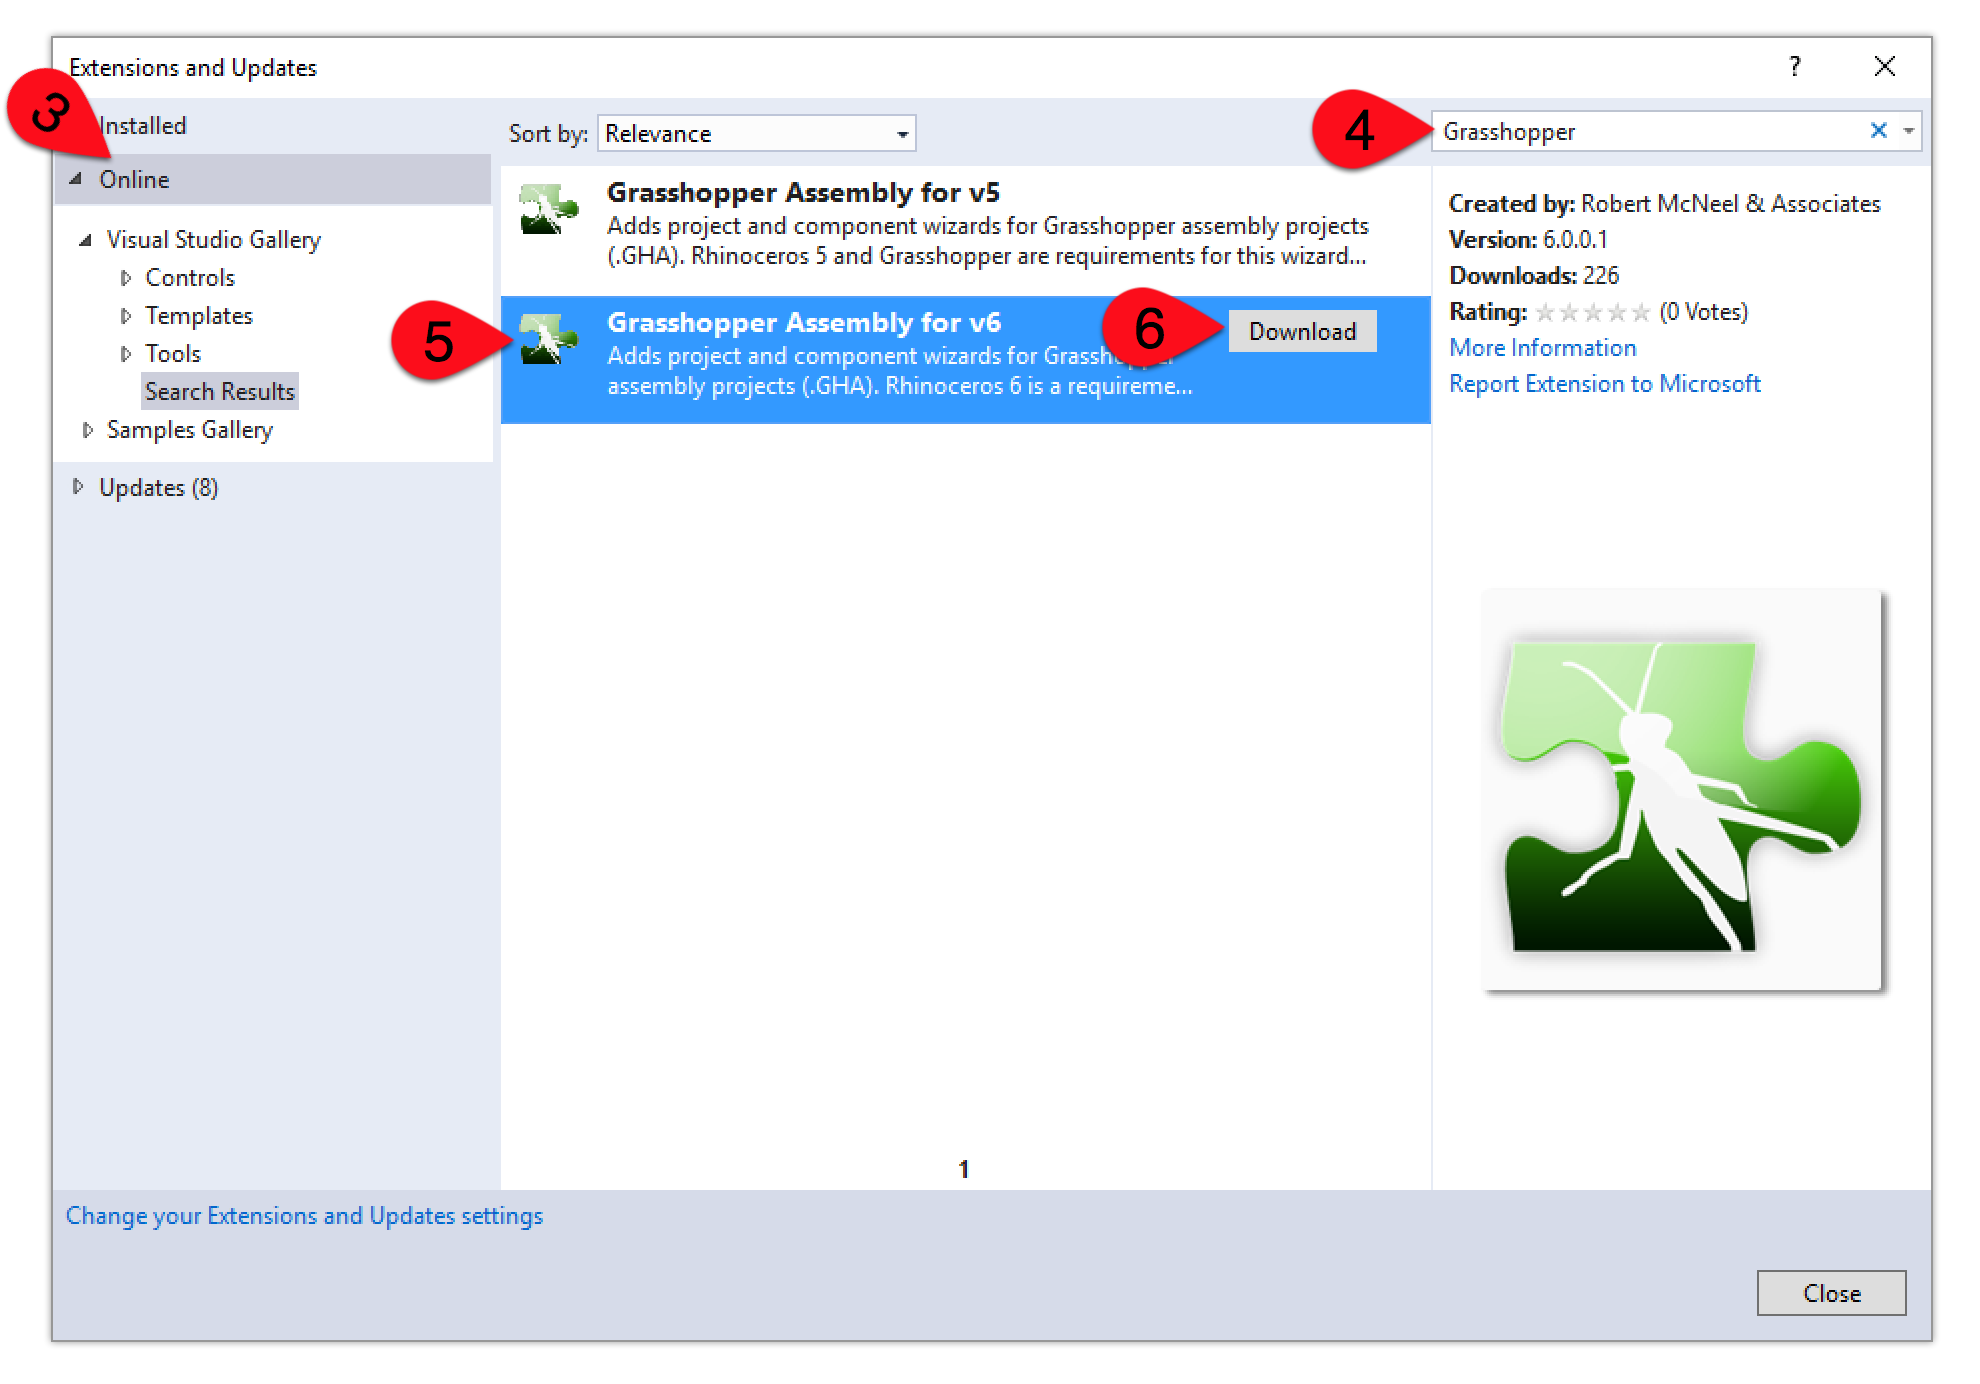 Extensions and Updates
?
3
Installed
Online
Visual Studio Gallery
Controls
Templates
Tools
Search Results
Samples Gallery
Updates (8)
Sort by: Relevance
4
Grasshopper
Grasshopper Assembly for v5
Adds project and component wizards for Grasshopper assembly projects
(.GHA). Rhinoceros 5 and Grasshopper are requirements for this wizard...
5
Grasshopper Assembly for v6
6
Download
Adds project and component wizards for Grasshopper
assembly projects (.GHA). Rhinoceros 6 is a requireme...
1
Created by: Robert McNeel & Associates
Version: 6.0.0.1
Downloads: 226
Rating: (0 Votes)
More Information
Report Extension to Microsoft
Change your Extensions and Updates settings
Close